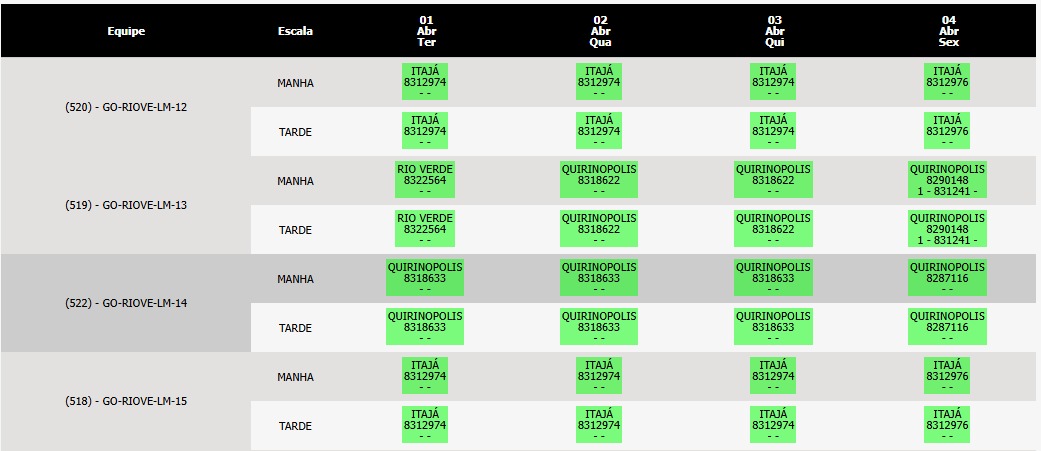 Equipe Escala 01 Abr Ter 02 Abr Qua 03 Abr Qui 04 Abr Sex
(520) - GO-RIOVE-LM-12
MANHA
ITAJÁ ITAJÁ ITAJÁ ITAJÁ
8312974 8312974 8312974 8312976
- - - - - - - -
TARDE
ITAJÁ ITAJÁ ITAJÁ ITAJÁ
8312974 8312974 8312974 8312976
- - - - - - - -
(519) - GO-RIOVE-LM-13
MANHA
RIO VERDE QUIRINOPOLIS QUIRINOPOLIS QUIRINOPOLIS
8322564 8318622 8318622 8290148
- - - - - - 1 - 831241 -
TARDE
RIO VERDE QUIRINOPOLIS QUIRINOPOLIS QUIRINOPOLIS
8322564 8318622 8318622 8290148
- - - - - - 1 - 831241 -
(522) - GO-RIOVE-LM-14
MANHA
QUIRINOPOLIS QUIRINOPOLIS QUIRINOPOLIS QUIRINOPOLIS
8318633 8318633 8318633 8287116
- - - - - - - -
TARDE
QUIRINOPOLIS QUIRINOPOLIS QUIRINOPOLIS QUIRINOPOLIS
8318633 8318633 8318633 8287116
- - - - - - - -
(518) - GO-RIOVE-LM-15
MANHA
ITAJÁ ITAJÁ ITAJÁ ITAJÁ
8312974 8312974 8312974 8312976
- - - - - - - -
TARDE
ITAJÁ ITAJÁ ITAJÁ ITAJÁ
8312974 8312974 8312974 8312976
- - - - - - - -